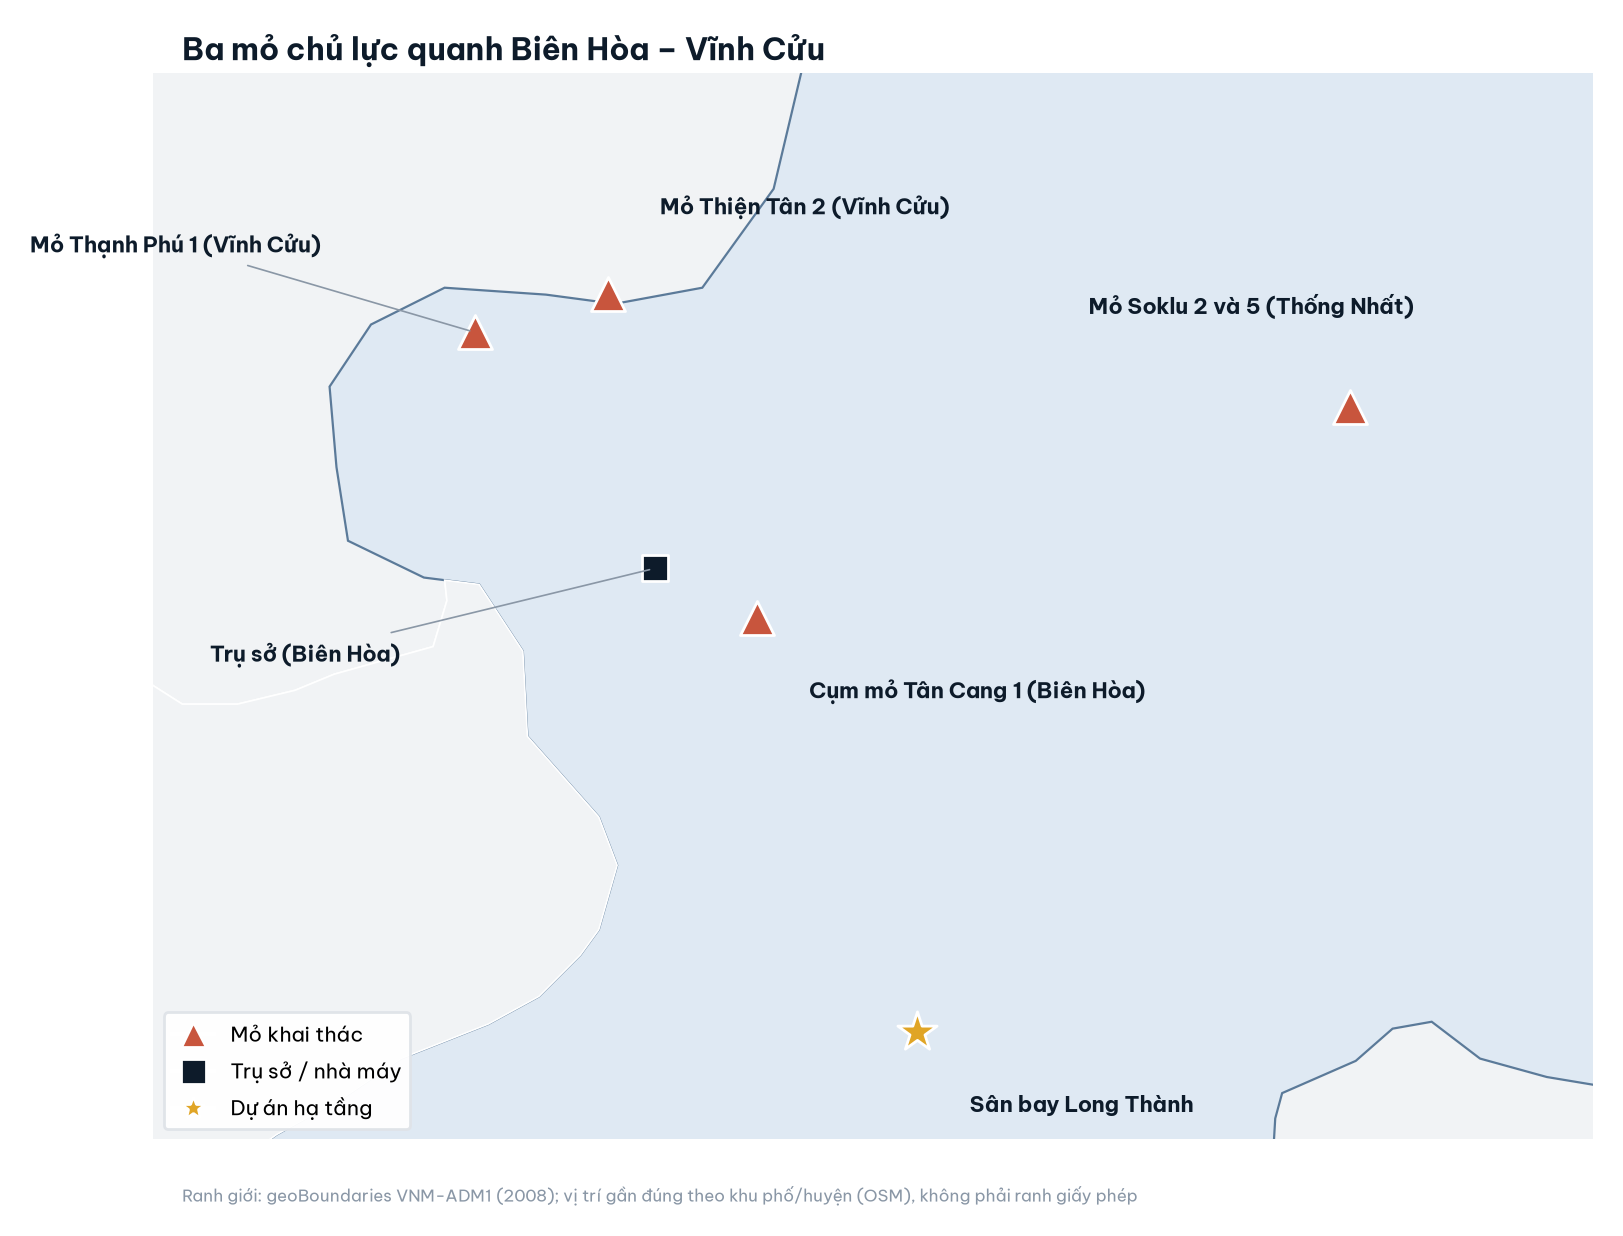 Ba mỏ chủ lực quanh Biên Hòa – Vĩnh Cửu
Mỏ Thiện Tân 2 (Vĩnh Cửu)
Mỏ Thạnh Phú 1 (Vĩnh Cửu)
Mỏ Soklu 2 và 5 (Thống Nhất)
Trụ sở (Biên Hòa)
Cụm mỏ Tân Cang 1 (Biên Hòa)
Mỏ khai thác
Trụ sở / nhà máy
Dự án hạ tầng
Sân bay Long Thành
Ranh giới: geoBoundaries VNM-ADM1 (2008); vị trí gần đúng theo khu phố/huyện (OSM), không phải ranh giấy phép